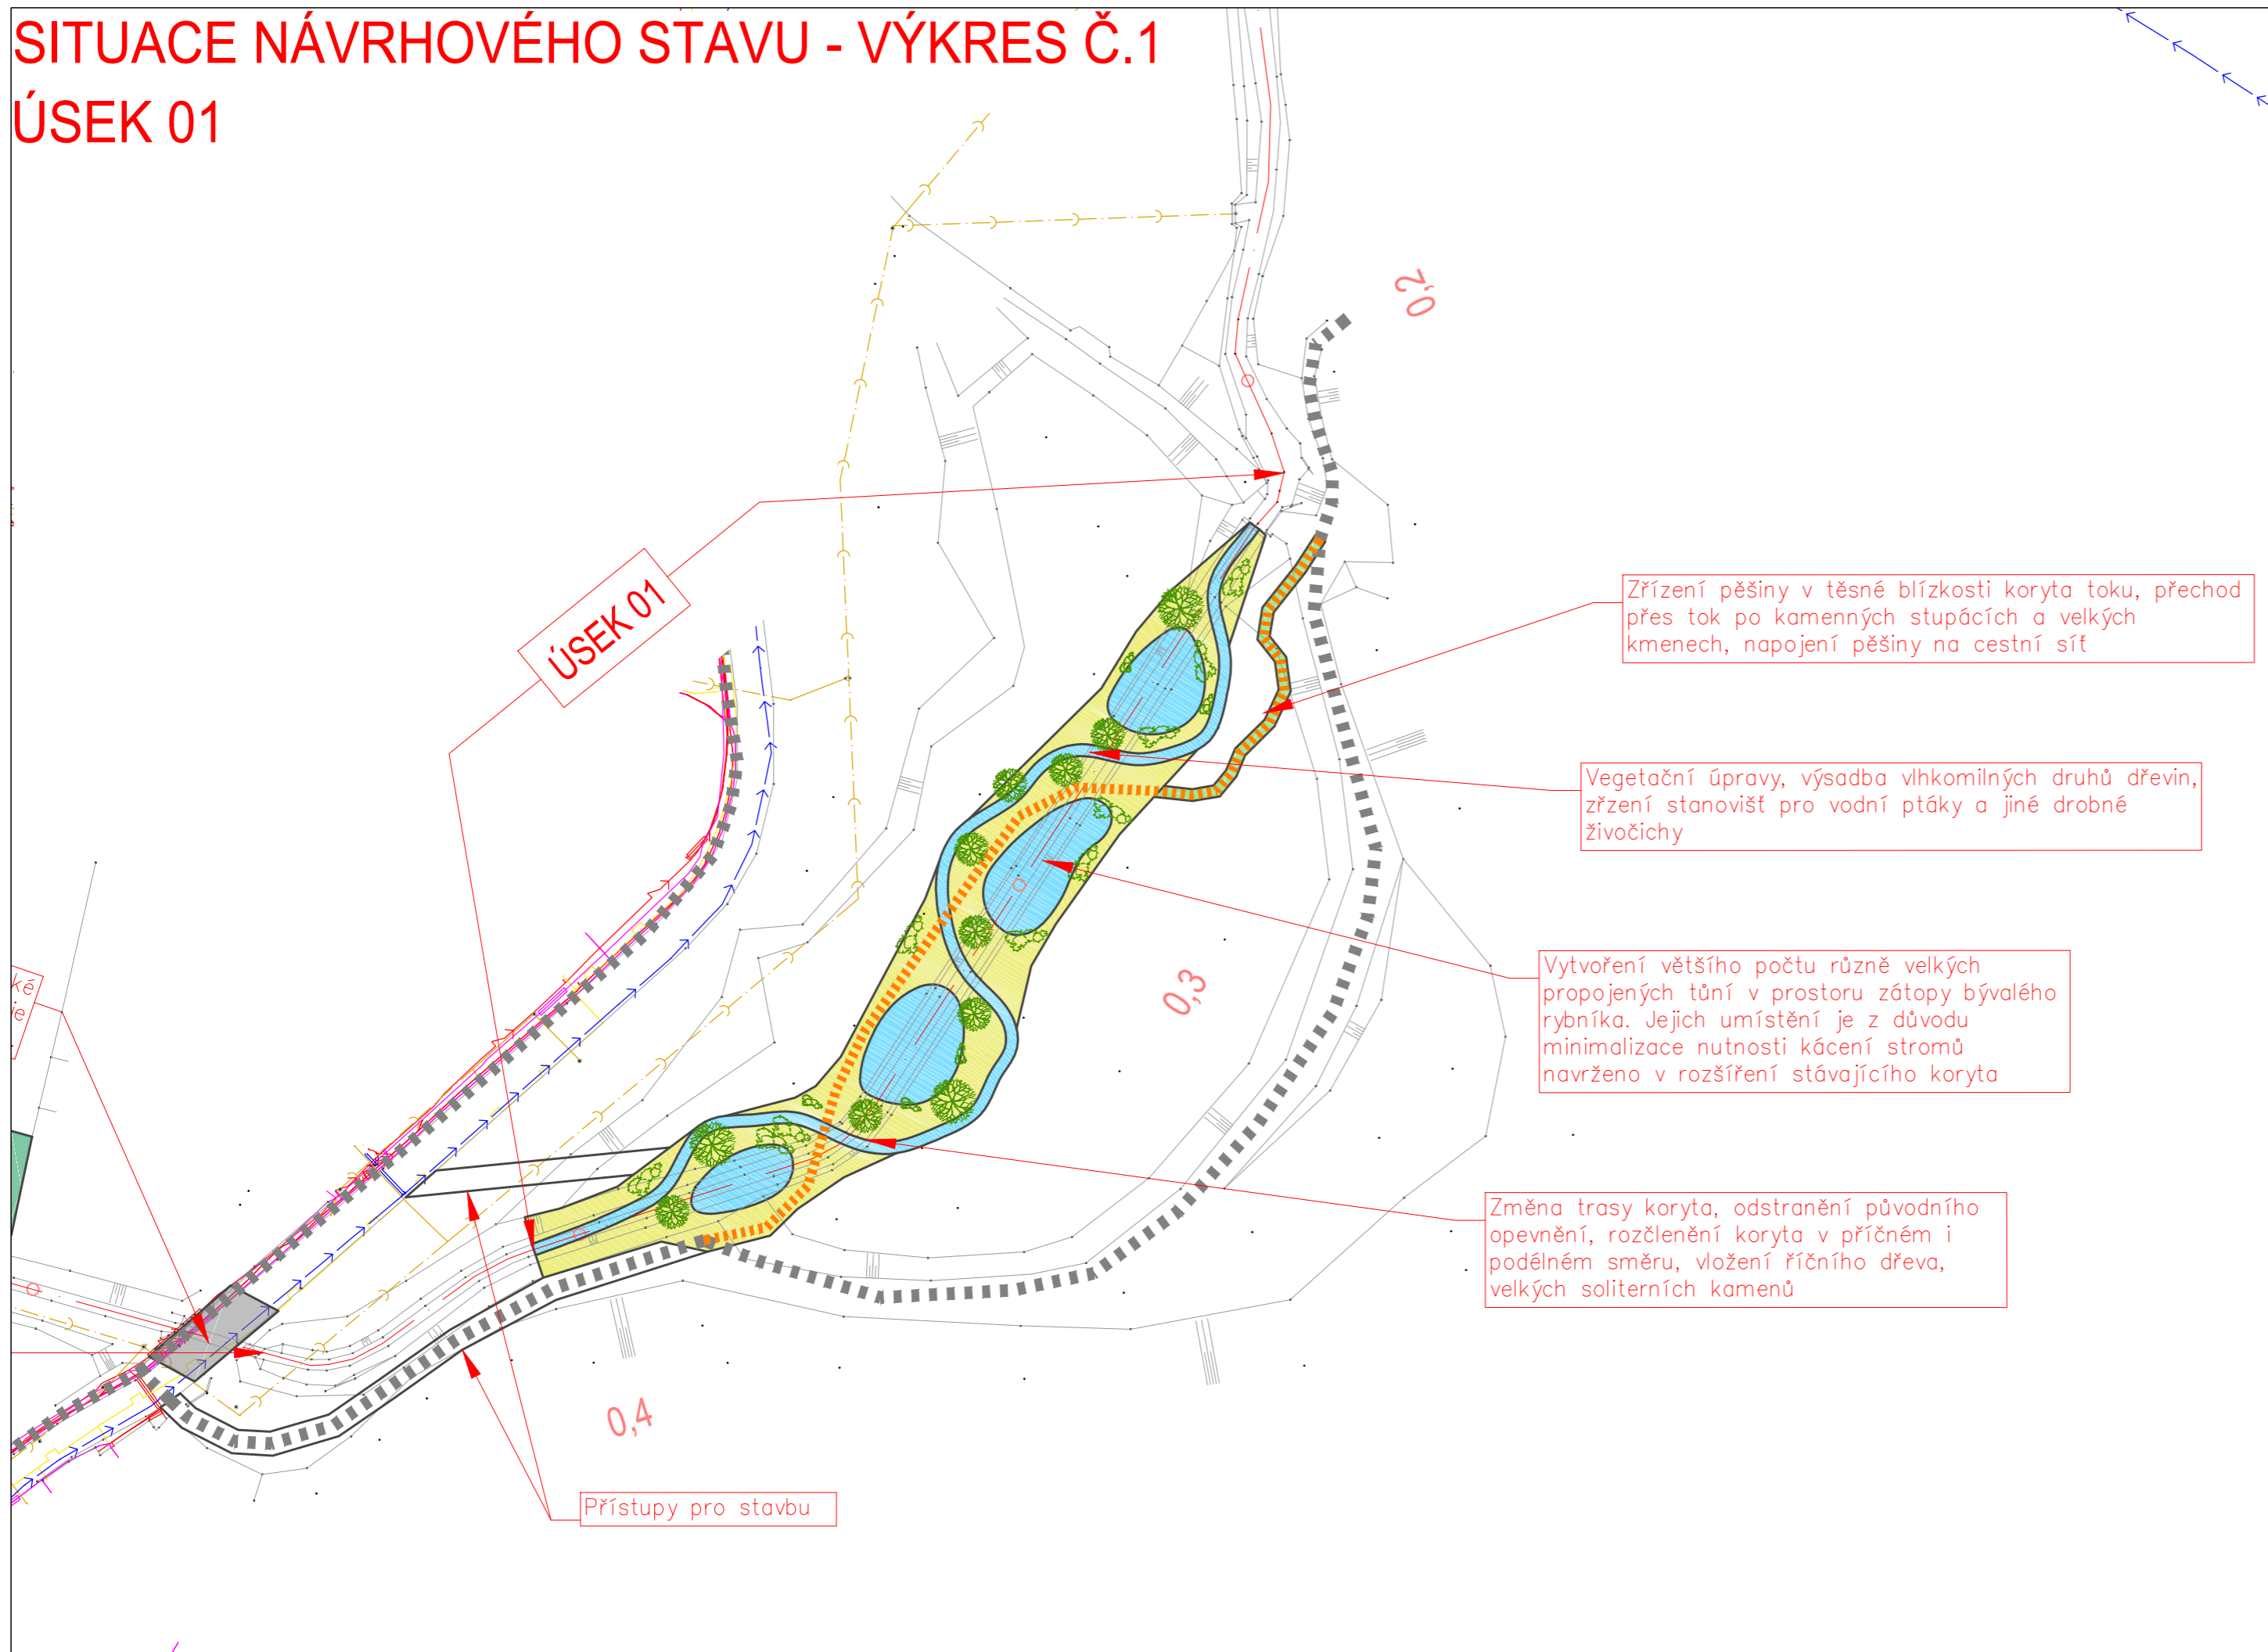 SITUACE NÁVRHOVÉHO STAVU - VÝKRES Č.1
ÚSEK 01
0,2
ÚSEK 01
Zřízení pěšiny v těsné blízkosti koryta toku, přechod
přes tok po kamenných stupácích a velkých
kmenech, napojení pěšiny na cestní síť
Vegetační úpravy, výsadba vlhkomilných druhů dřevin,
zřzení stanovišť pro vodní ptáky a jiné drobné
živočichy
Vytvoření většího počtu různě velkých
propojených tůní v prostoru zátopy bývalého
rybníka. Jejich umístění je z důvodu
minimalizace nutnosti kácení stromů
navrženo v rozšíření stávajícího koryta
0,3
ké
Změna trasy koryta, odstranění původního
opevnění, rozčlenění koryta v příčném i
podélném směru, vložení říčního dřeva,
velkých soliterních kamenů
0,4
Přístupy pro stavbu